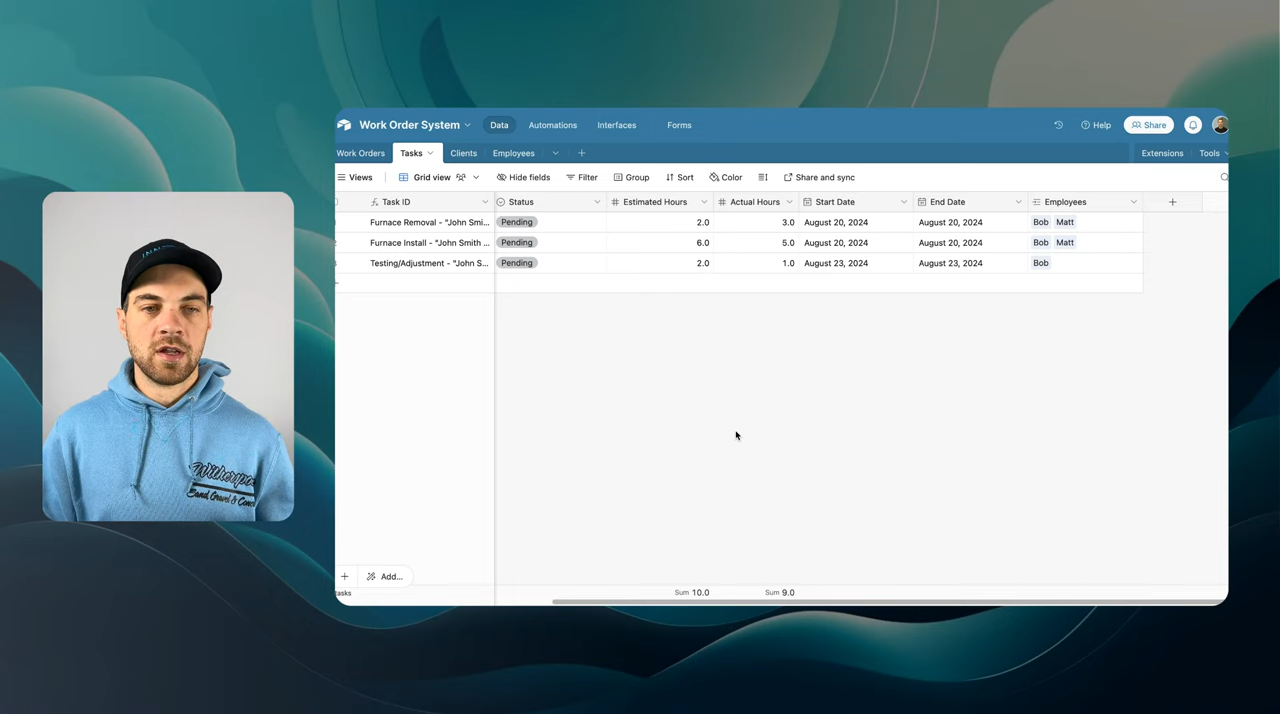 Work Order System Data Automations Interfaces Forms Help Share
Work Orders Tasks Clients Employees Extensions Tools
Views Grid view Hide fields Filter Group Sort Color Share and sync
Task ID Status Estimated Hours Actual Hours Start Date End Date Employees
Furnace Removal - "John Smi... Pending 2.0 3.0 August 20, 2024 August 20, 2024 Bob Matt
Furnace Install - "John Smith ... Pending 6.0 5.0 August 20, 2024 August 20, 2024 Bob Matt
Testing/Adjustment - "John S... Pending 2.0 1.0 August 23, 2024 August 23, 2024 Bob
Add...
tasks Sum 10.0 Sum 9.0
Sand, Gravel &